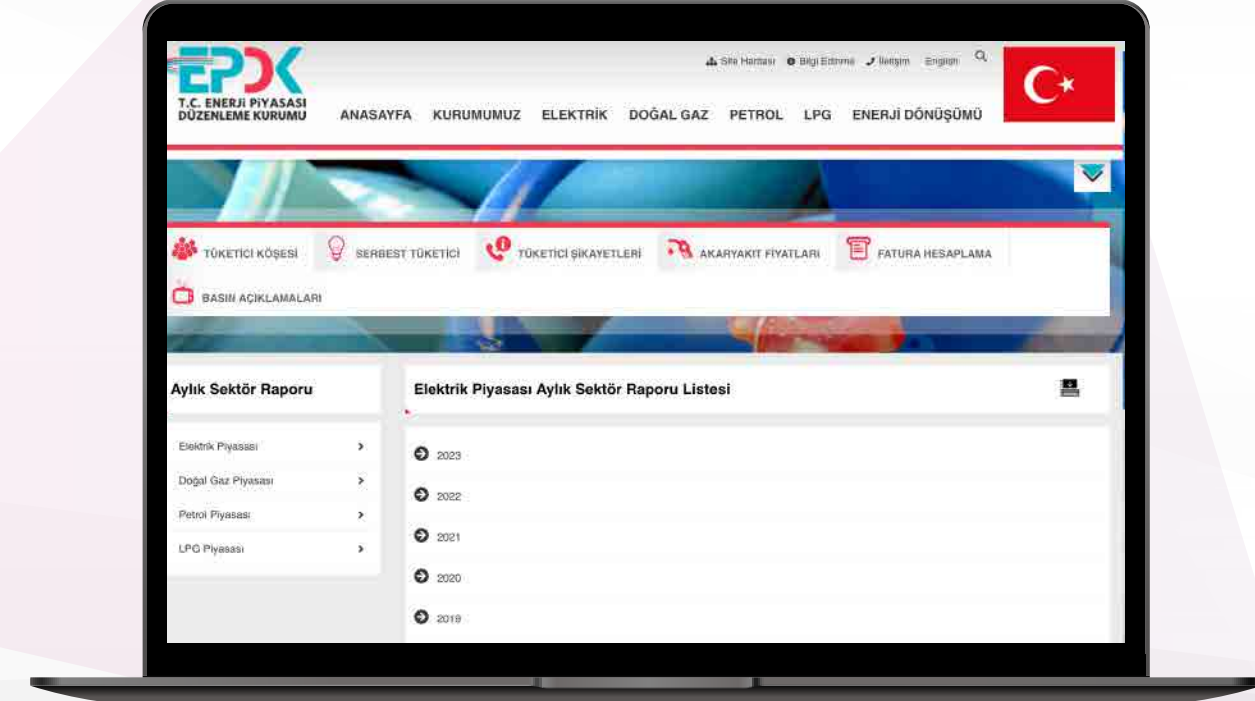 EPDK
T.C. ENERJİ PİYASASI
DÜZENLEME KURUMU
Site Haritası Bilgi Edinme İletişim English
ANASAYFA KURUMUMUZ ELEKTRİK DOĞAL GAZ PETROL LPG ENERJİ DÖNÜŞÜMÜ
TÜKETİCİ KÖŞESİ SERBEST TÜKETİCİ TÜKETİCİ ŞİKAYETLERİ AKARYAKIT FİYATLARI FATURA HESAPLAMA
BASIN AÇIKLAMALARI
Aylık Sektör Raporu
Elektrik Piyasası Aylık Sektör Raporu Listesi
Elektrik Piyasası
Doğal Gaz Piyasası
Petrol Piyasası
LPG Piyasası
2023
2022
2021
2020
2019